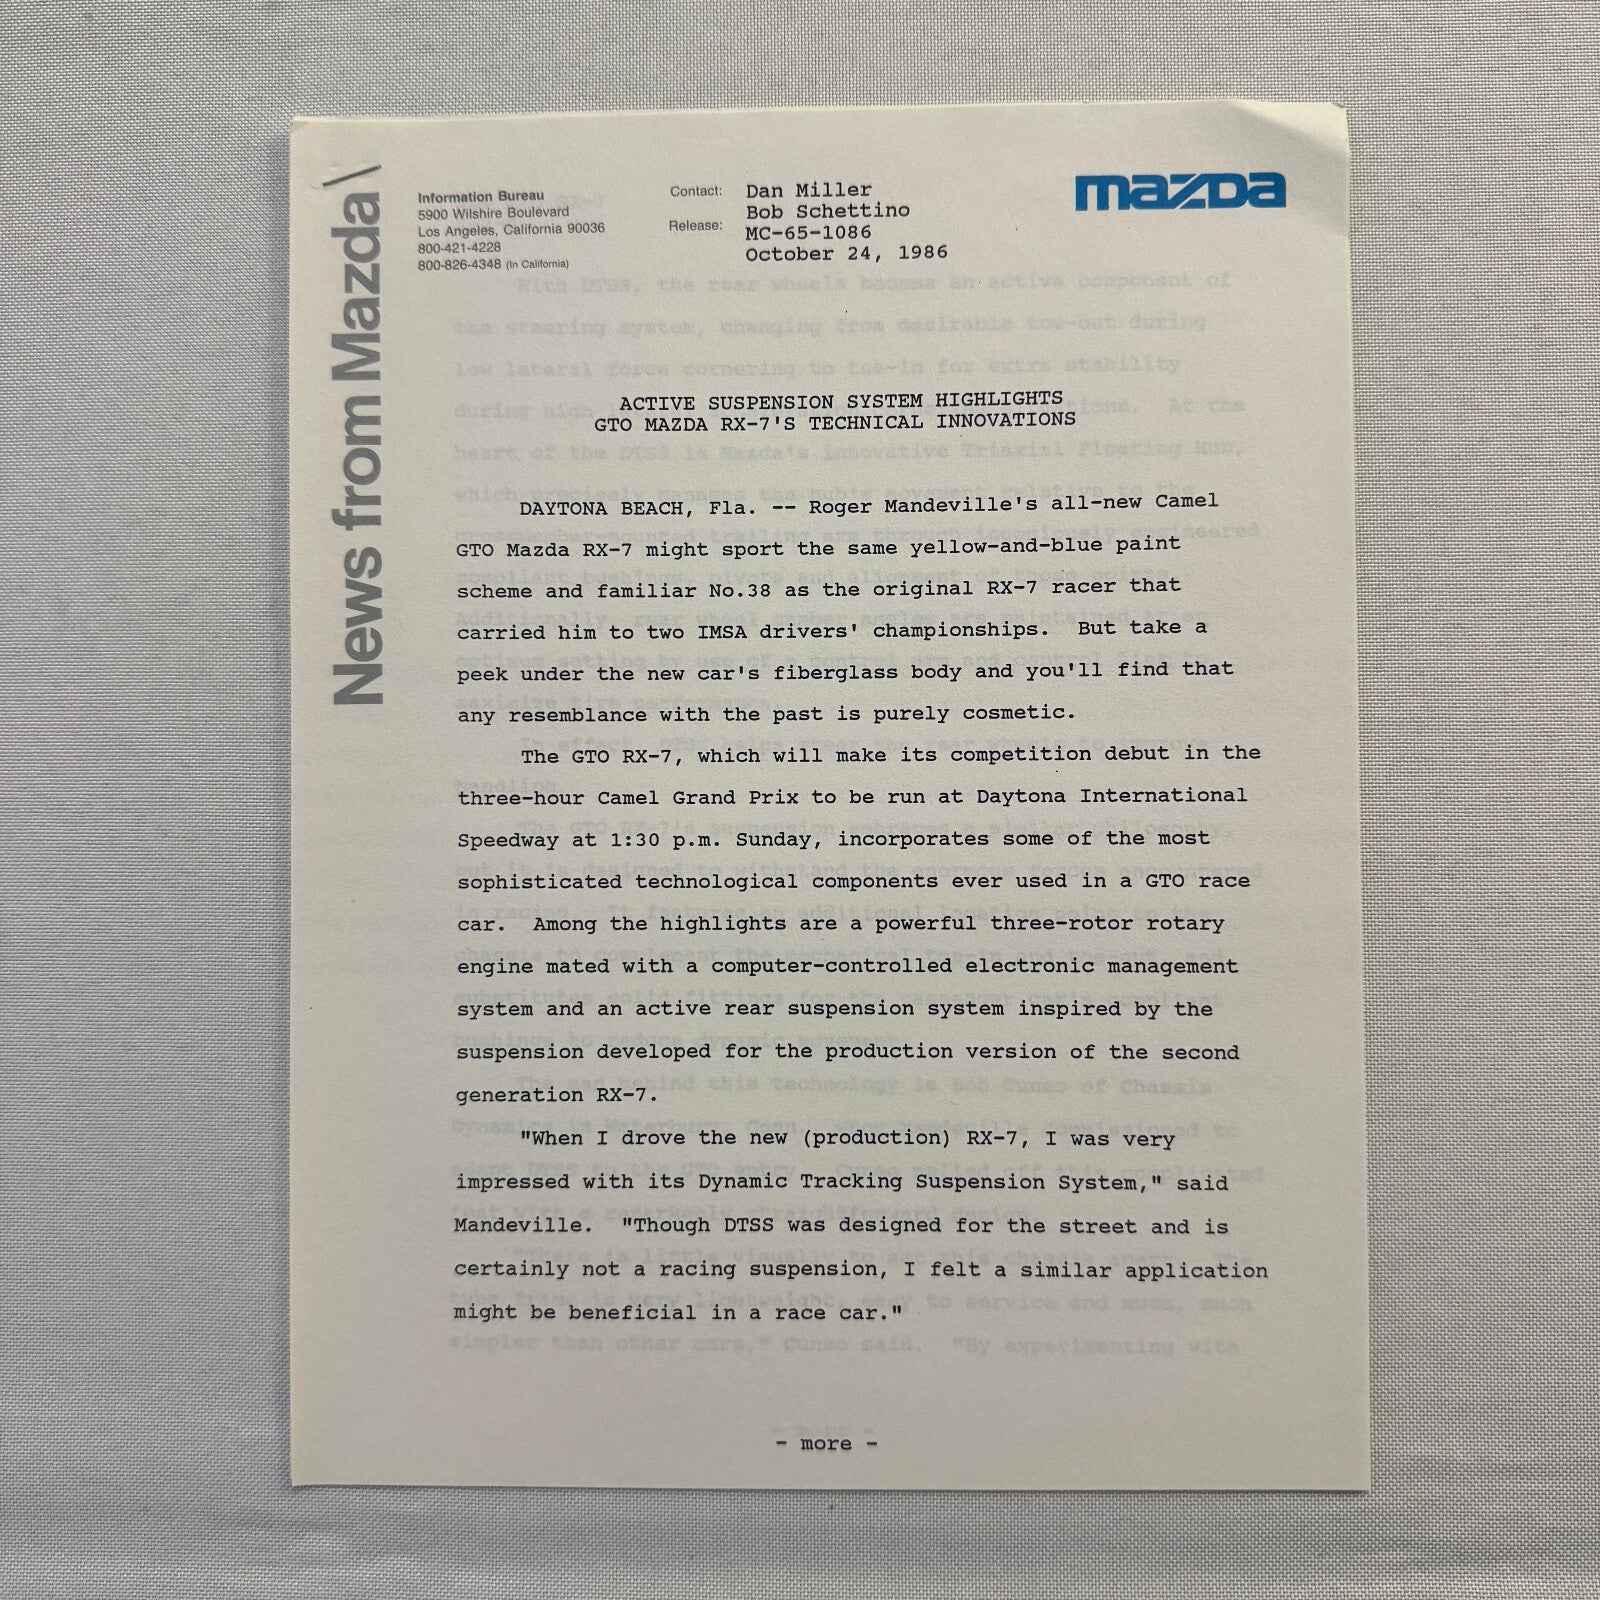 News from Mazda
Information Bureau
5900 Wilshire Boulevard
Los Angeles, California 90036
800-421-4228
800-826-4348 (In California)
Contact: Dan Miller
Bob Schettino
Release: MC-65-1086
October 24, 1986
mazda
ACTIVE SUSPENSION SYSTEM HIGHLIGHTS
GTO MAZDA RX-7'S TECHNICAL INNOVATIONS
DAYTONA BEACH, Fla. -- Roger Mandeville's all-new Camel
GTO Mazda RX-7 might sport the same yellow-and-blue paint
scheme and familiar No.38 as the original RX-7 racer that
carried him to two IMSA drivers' championships. But take a
peek under the new car's fiberglass body and you'll find that
any resemblance with the past is purely cosmetic.
The GTO RX-7, which will make its competition debut in the
three-hour Camel Grand Prix to be run at Daytona International
Speedway at 1:30 p.m. Sunday, incorporates some of the most
sophisticated technological components ever used in a GTO race
car. Among the highlights are a powerful three-rotor rotary
engine mated with a computer-controlled electronic management
system and an active rear suspension system inspired by the
suspension developed for the production version of the second
generation RX-7.
"When I drove the new (production) RX-7, I was very
impressed with its Dynamic Tracking Suspension System," said
Mandeville. "Though DTSS was designed for the street and is
certainly not a racing suspension, I felt a similar application
might be beneficial in a race car."
- more -